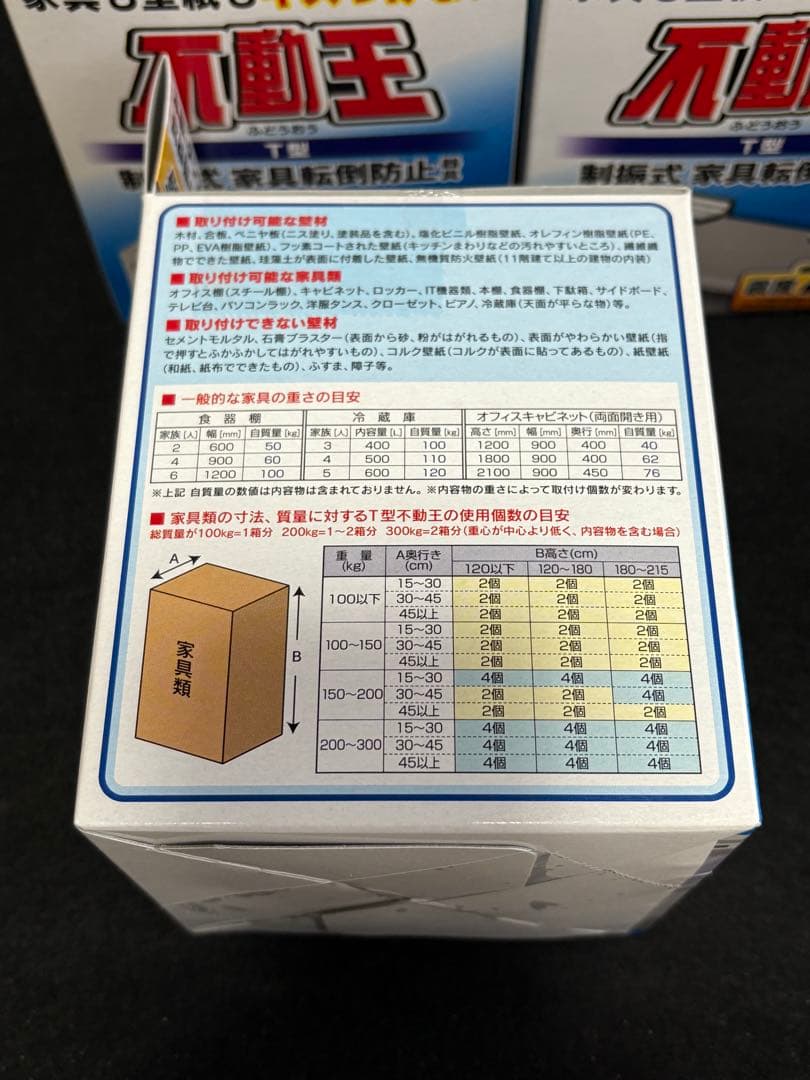 家具も壁紙も
不動王
ふどうおう
T型
式 家具転倒防止
不動
ふどうおう
T型
制振式 家具転倒
■ 取り付け可能な壁材
木材、合板、ベニヤ板(ニス塗り、塗装品を含む)、塩化ビニル樹脂壁紙、オレフィン樹脂壁紙(PE、
PP、EVA樹脂壁紙)、フッ素コートされた壁紙(キッチンまわりなどの汚れやすいところ)、繊維織
物でできた壁紙、珪藻土が表面に付着した壁紙、無機質防火壁紙(11階建て以上の建物の内装)
■ 取り付け可能な家具類
オフィス棚(スチール棚)、キャビネット、ロッカー、IT機器類、本棚、食器棚、下駄箱、サイドボード、
テレビ台、パソコンラック、洋服タンス、クローゼット、ピアノ、冷蔵庫(天面が平らな物)等。
■ 取り付けできない壁材
セメントモルタル、石膏プラスター(表面から砂、粉がはがれるもの)、表面がやわらかい壁紙(指
で押すとふかふかしてはがれやすいもの)、コルク壁紙(コルクが表面に貼ってあるもの)、紙壁紙
(和紙、紙布でできたもの)、ふすま、障子等。
■ 一般的な家具の重さの目安
食器棚 冷蔵庫 オフィスキャビネット(両面開き用)
家族[人] 幅[mm] 自質量[kg] 家族[人] 内容量[L] 自質量[kg] 高さ[mm] 幅[mm] 奥行[mm] 自質量[kg]
2 600 50 3 400 100 1200 900 400 40
4 900 60 4 500 110 1800 900 400 62
6 1200 100 5 600 120 2100 900 450 76
※上記 自質量の数値は内容物は含まれておりません。※内容物の重さによって取付け個数が変わります。
■ 家具類の寸法、質量に対するT型不動王の使用個数の目安
総質量が100kg=1箱分 200kg=1〜2箱分 300kg=2箱分(重心が中心より低く、内容物を含む場合)
A
B
家具類
重量(kg) A奥行き(cm) B高さ(cm)
120以下 120〜180 180〜215
100以下 15〜30 2個 2個 2個
30〜45 2個 2個 2個
45以上 2個 2個 2個
100〜150 15〜30 2個 2個 2個
30〜45 2個 2個 2個
45以上 2個 2個 2個
150〜200 15〜30 4個 4個 4個
30〜45 2個 2個 4個
45以上 2個 2個 2個
200〜300 15〜30 4個 4個 4個
30〜45 4個 4個 4個
45以上 4個 4個 4個